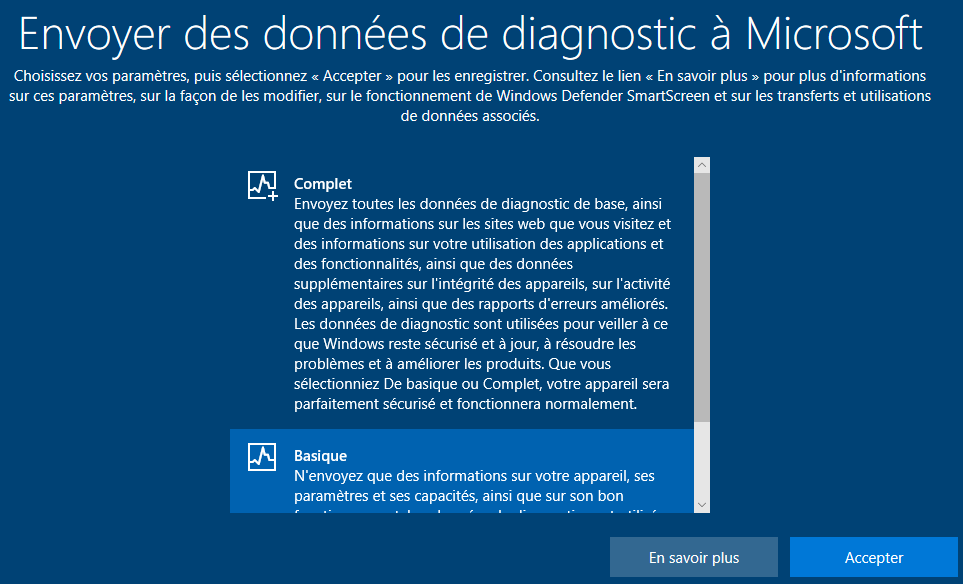 Envoyer des données de diagnostic à Microsoft
Choisissez vos paramètres, puis sélectionnez « Accepter » pour les enregistrer. Consultez le lien « En savoir plus » pour plus d'informations
sur ces paramètres, sur la façon de les modifier, sur le fonctionnement de Windows Defender SmartScreen et sur les transferts et utilisations
de données associés.
Complet
Envoyez toutes les données de diagnostic de base, ainsi
que des informations sur les sites web que vous visitez et
des informations sur votre utilisation des applications et
des fonctionnalités, ainsi que des données
supplémentaires sur l'intégrité des appareils, sur l'activité
des appareils, ainsi que des rapports d'erreurs améliorés.
Les données de diagnostic sont utilisées pour veiller à ce
que Windows reste sécurisé et à jour, à résoudre les
problèmes et à améliorer les produits. Que vous
sélectionniez De basique ou Complet, votre appareil sera
parfaitement sécurisé et fonctionnera normalement.
Basique
N'envoyez que des informations sur votre appareil, ses
paramètres et ses capacités, ainsi que sur son bon
En savoir plus
Accepter